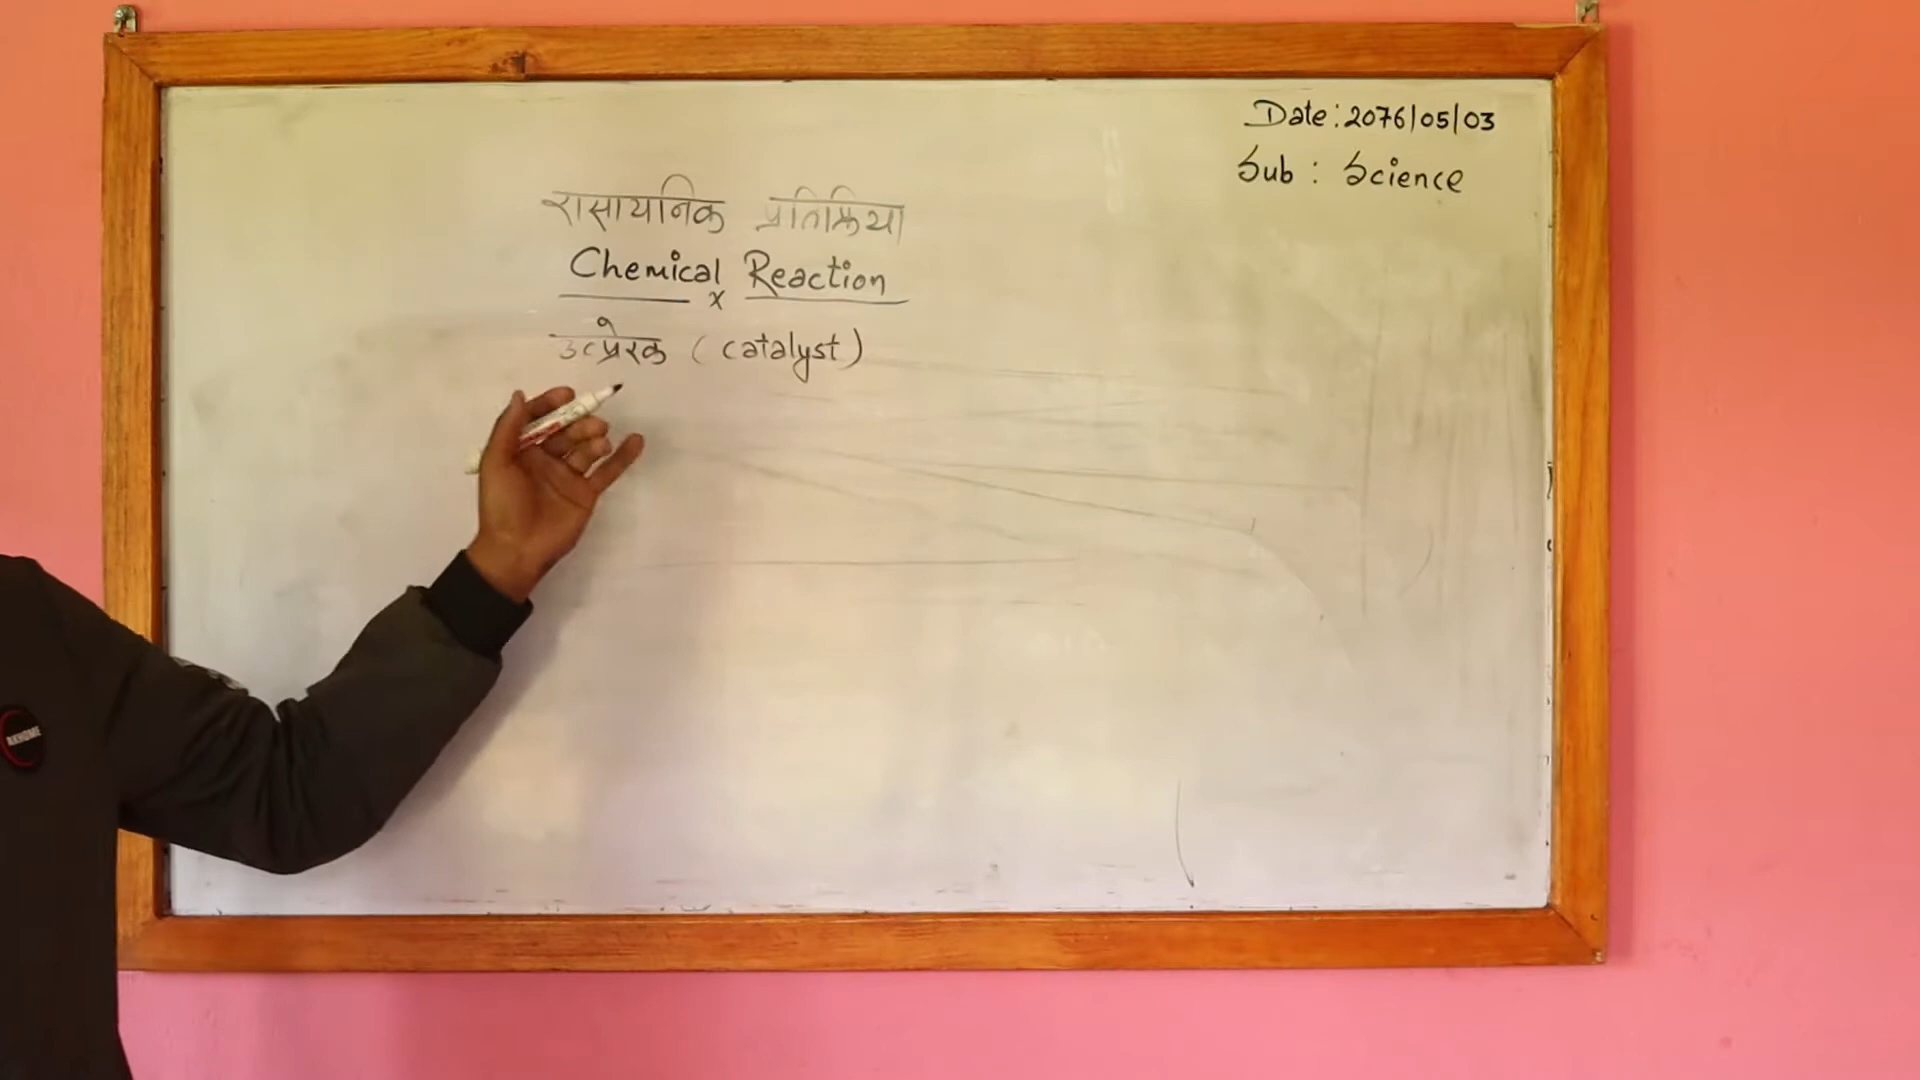 Date: 2076/05/03
Sub : Science
रासायनिक प्रतिक्रिया
Chemical Reaction
x
उत्प्रेरक (catalyst)